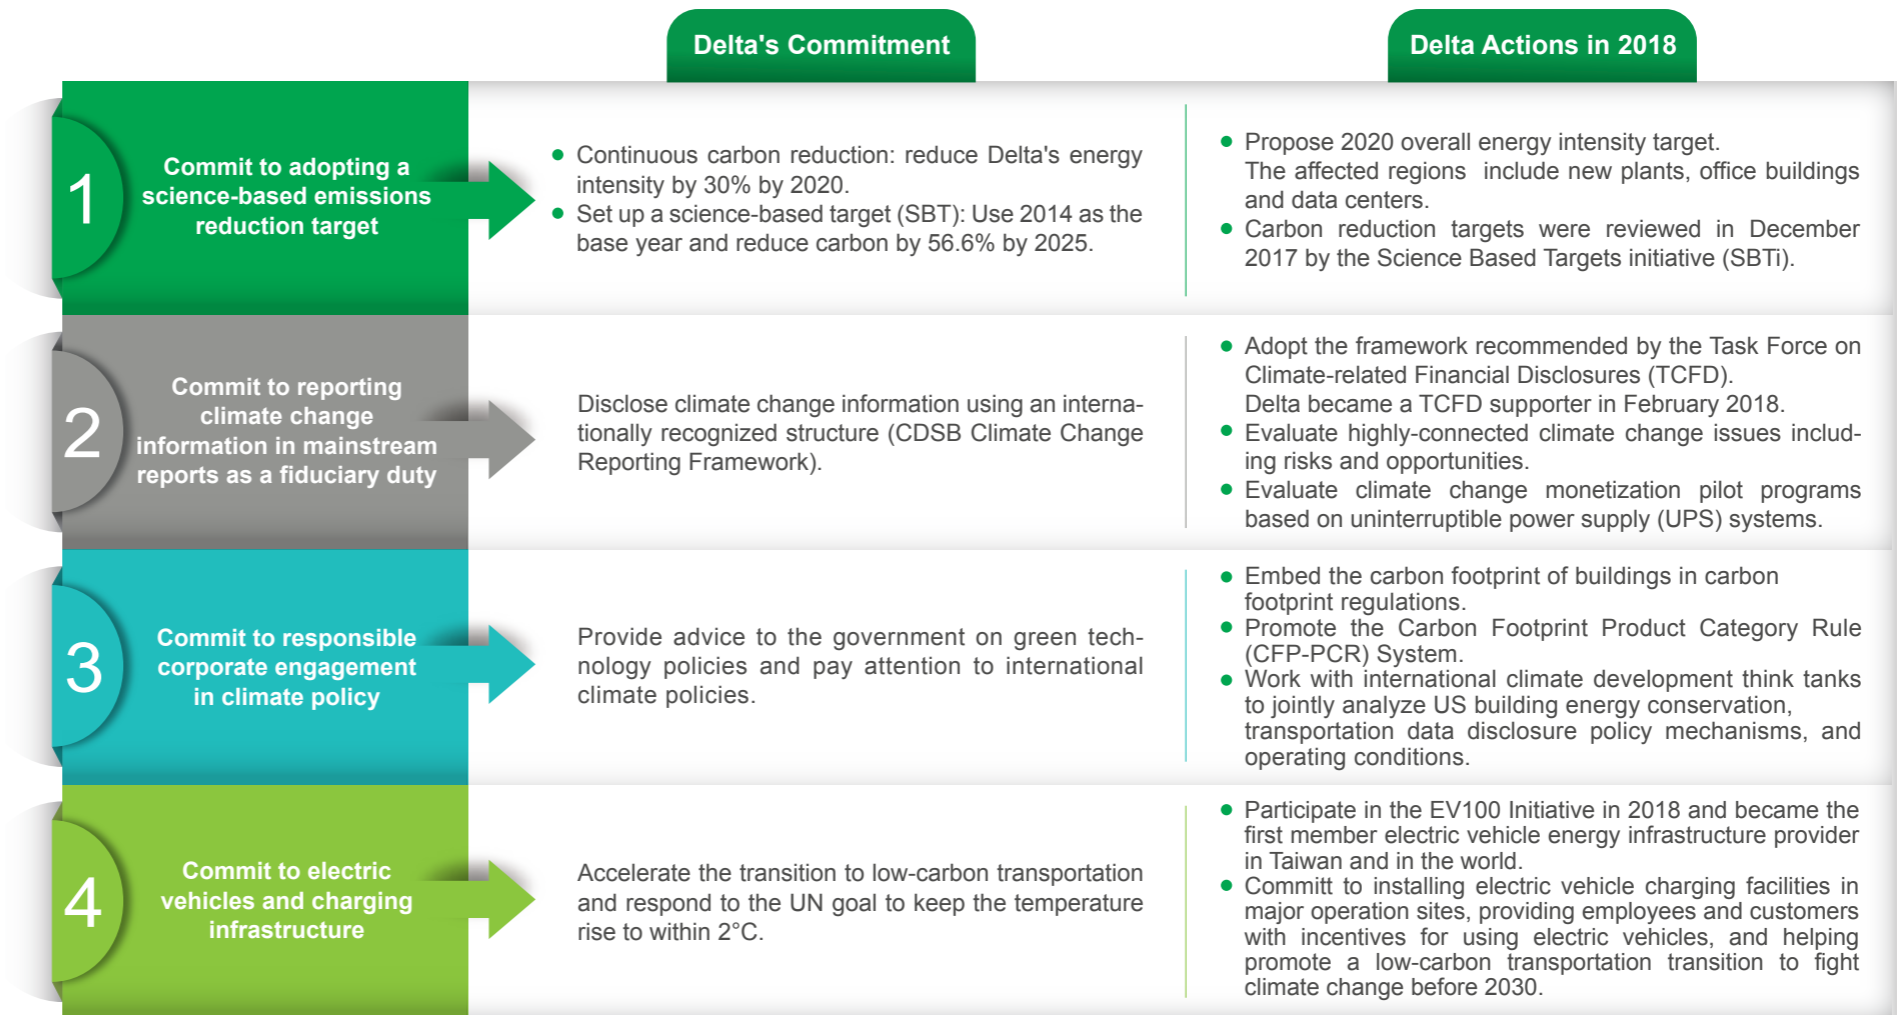 Delta's Commitment
Delta Actions in 2018
1
Commit to adopting a
science-based emissions
reduction target
• Continuous carbon reduction: reduce Delta's energy
intensity by 30% by 2020.
• Set up a science-based target (SBT): Use 2014 as the
base year and reduce carbon by 56.6% by 2025.
• Propose 2020 overall energy intensity target.
The affected regions include new plants, office buildings
and data centers.
• Carbon reduction targets were reviewed in December
2017 by the Science Based Targets initiative (SBTi).
2
Commit to reporting
climate change
information in mainstream
reports as a fiduciary duty
Disclose climate change information using an interna-
tionally recognized structure (CDSB Climate Change
Reporting Framework).
• Adopt the framework recommended by the Task Force on
Climate-related Financial Disclosures (TCFD).
Delta became a TCFD supporter in February 2018.
• Evaluate highly-connected climate change issues includ-
ing risks and opportunities.
• Evaluate climate change monetization pilot programs
based on uninterruptible power supply (UPS) systems.
3
Commit to responsible
corporate engagement
in climate policy
Provide advice to the government on green tech-
nology policies and pay attention to international
climate policies.
• Embed the carbon footprint of buildings in carbon
footprint regulations.
• Promote the Carbon Footprint Product Category Rule
(CFP-PCR) System.
• Work with international climate development think tanks
to jointly analyze US building energy conservation,
transportation data disclosure policy mechanisms, and
operating conditions.
4
Commit to electric
vehicles and charging
infrastructure
Accelerate the transition to low-carbon transportation
and respond to the UN goal to keep the temperature
rise to within 2°C.
• Participate in the EV100 Initiative in 2018 and became the
first member electric vehicle energy infrastructure provider
in Taiwan and in the world.
• Committ to installing electric vehicle charging facilities in
major operation sites, providing employees and customers
with incentives for using electric vehicles, and helping
promote a low-carbon transportation transition to fight
climate change before 2030.